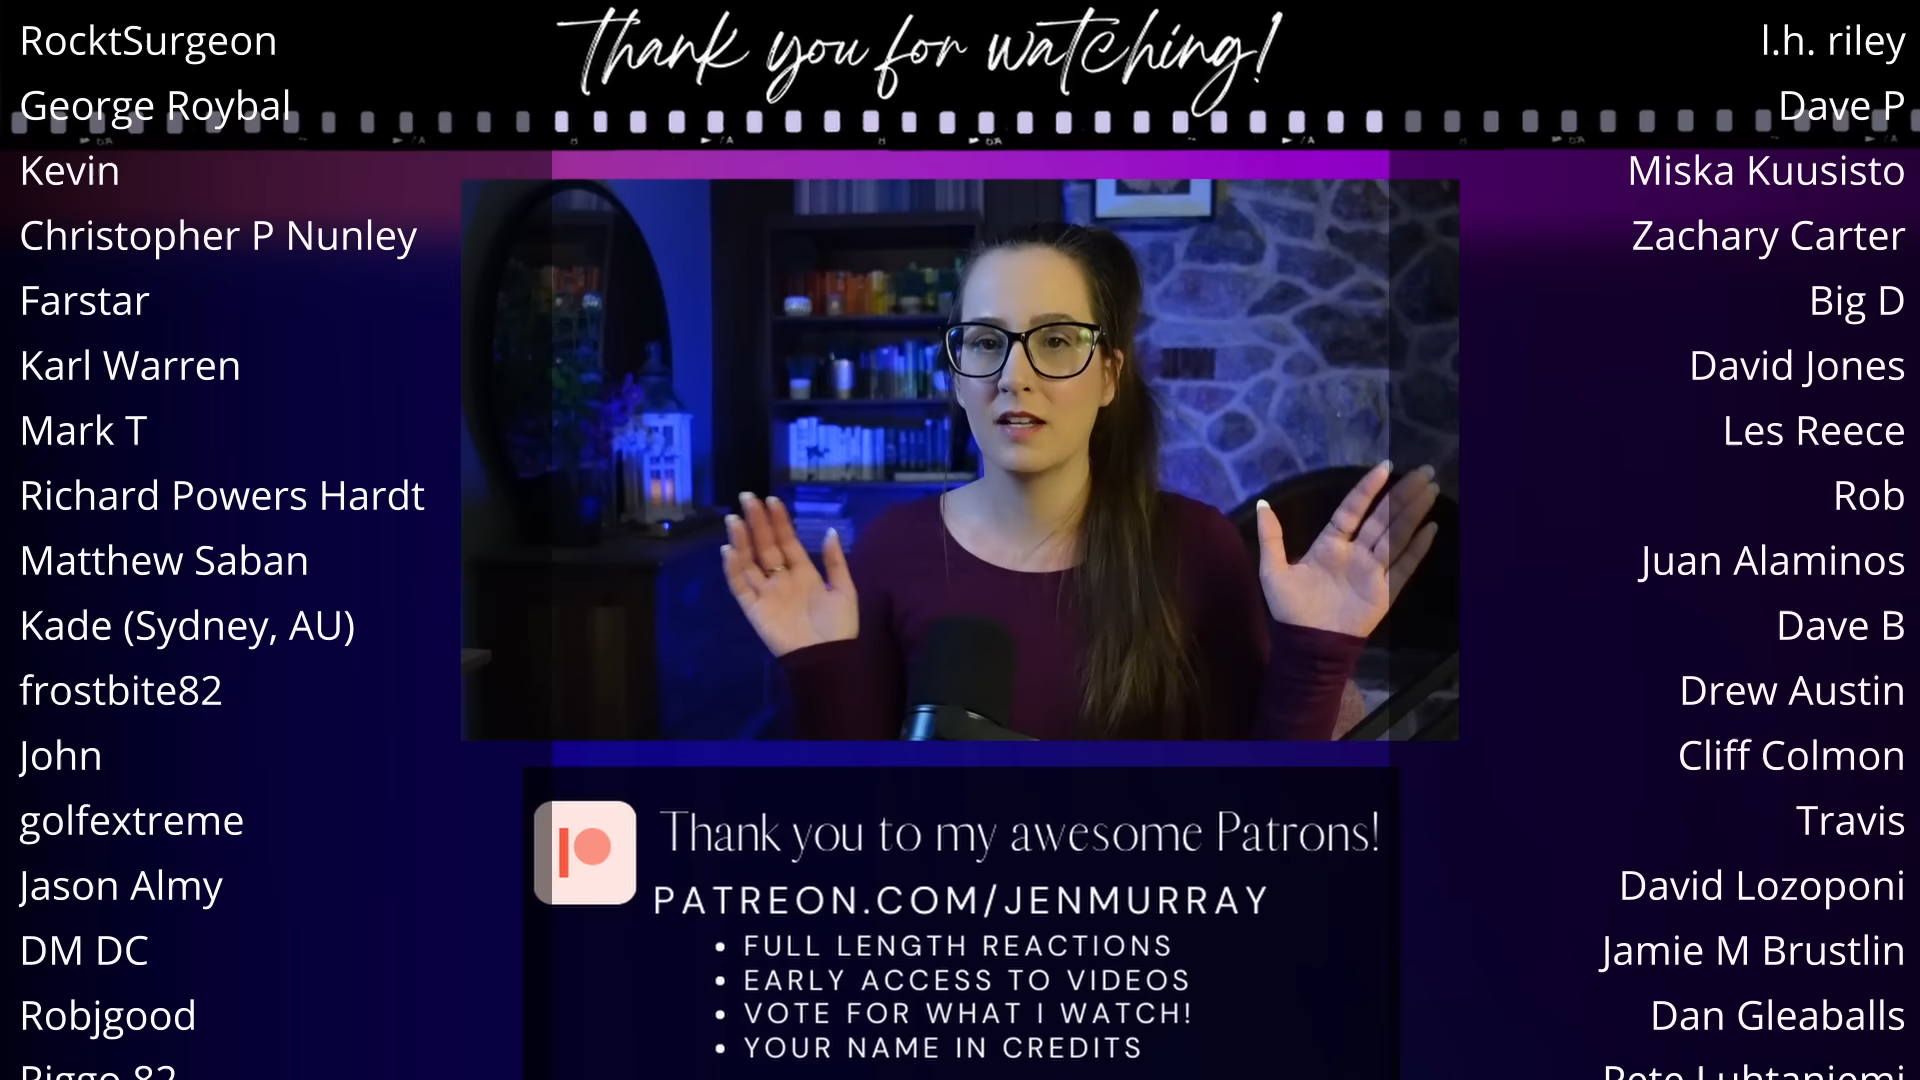 Thank you for watching!
RocktSurgeon
George Roybal
Kevin
Christopher P Nunley
Farstar
Karl Warren
Mark T
Richard Powers Hardt
Matthew Saban
Kade (Sydney, AU)
frostbite82
John
golfextreme
Jason Almy
DM DC
Robjgood
l.h. riley
Dave P
Miska Kuusisto
Zachary Carter
Big D
David Jones
Les Reece
Rob
Juan Alaminos
Dave B
Drew Austin
Cliff Colmon
Travis
David Lozoponi
Jamie M Brustlin
Dan Gleaballs
Thank you to my awesome Patrons!
PATREON.COM/JENMURRAY
• FULL LENGTH REACTIONS
• EARLY ACCESS TO VIDEOS
• VOTE FOR WHAT I WATCH!
• YOUR NAME IN CREDITS